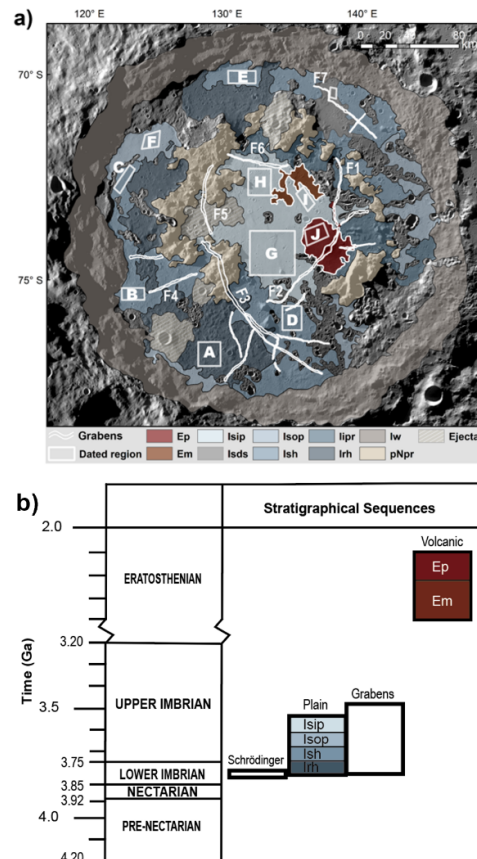 a)
120° E 130° E 140° E
70° S
75° S
0 20 40 80
km
E
F7
F
C
F6
F1
H
I
F5
J
G
B
F4
F3
F2
D
A
Grabens Ep Isip Isop Iipr Iw Ejecta
Dated region Em Isds Ish Irh pNpr
b)
Stratigraphical Sequences
2.0
Volcanic
Ep
ERATOSTHENIAN
Em
Time (Ga)
3.20
UPPER IMBRIAN
Plain
Grabens
3.5
Isip
Isop
Schrödinger
Ish
3.75
LOWER IMBRIAN
Irh
3.85
NECTARIAN
3.92
4.0
PRE-NECTARIAN
4.20